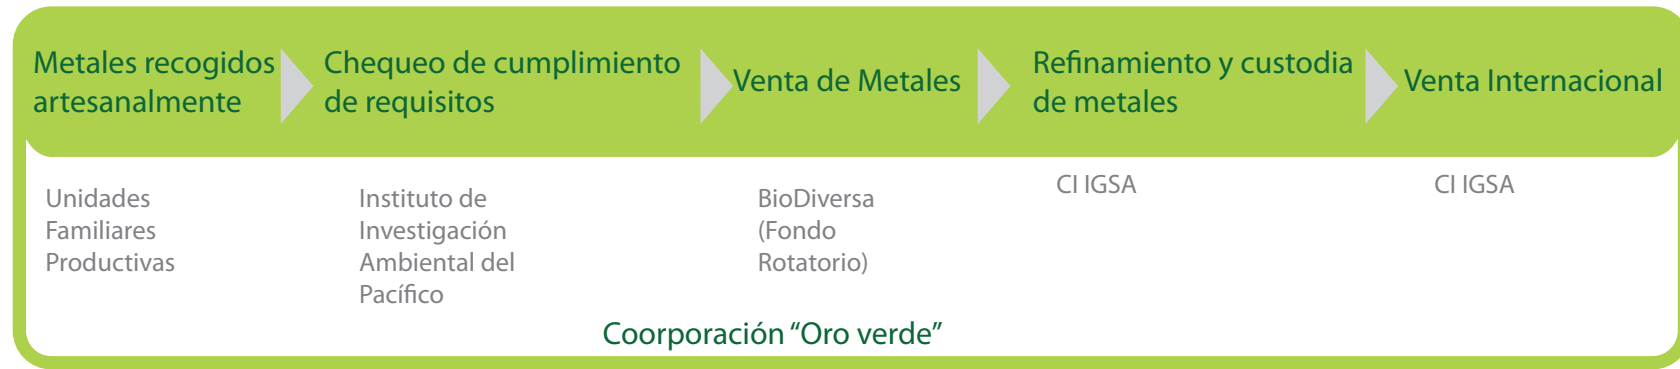 Metales recogidos
artesanalmente
Chequeo de cumplimiento
de requisitos
Venta de Metales
Refinamiento y custodia
de metales
Venta Internacional
Unidades
Familiares
Productivas
Instituto de
Investigación
Ambiental del
Pacífico
BioDiversa
(Fondo
Rotatorio)
CI IGSA
CI IGSA
Coorporación “Oro verde”